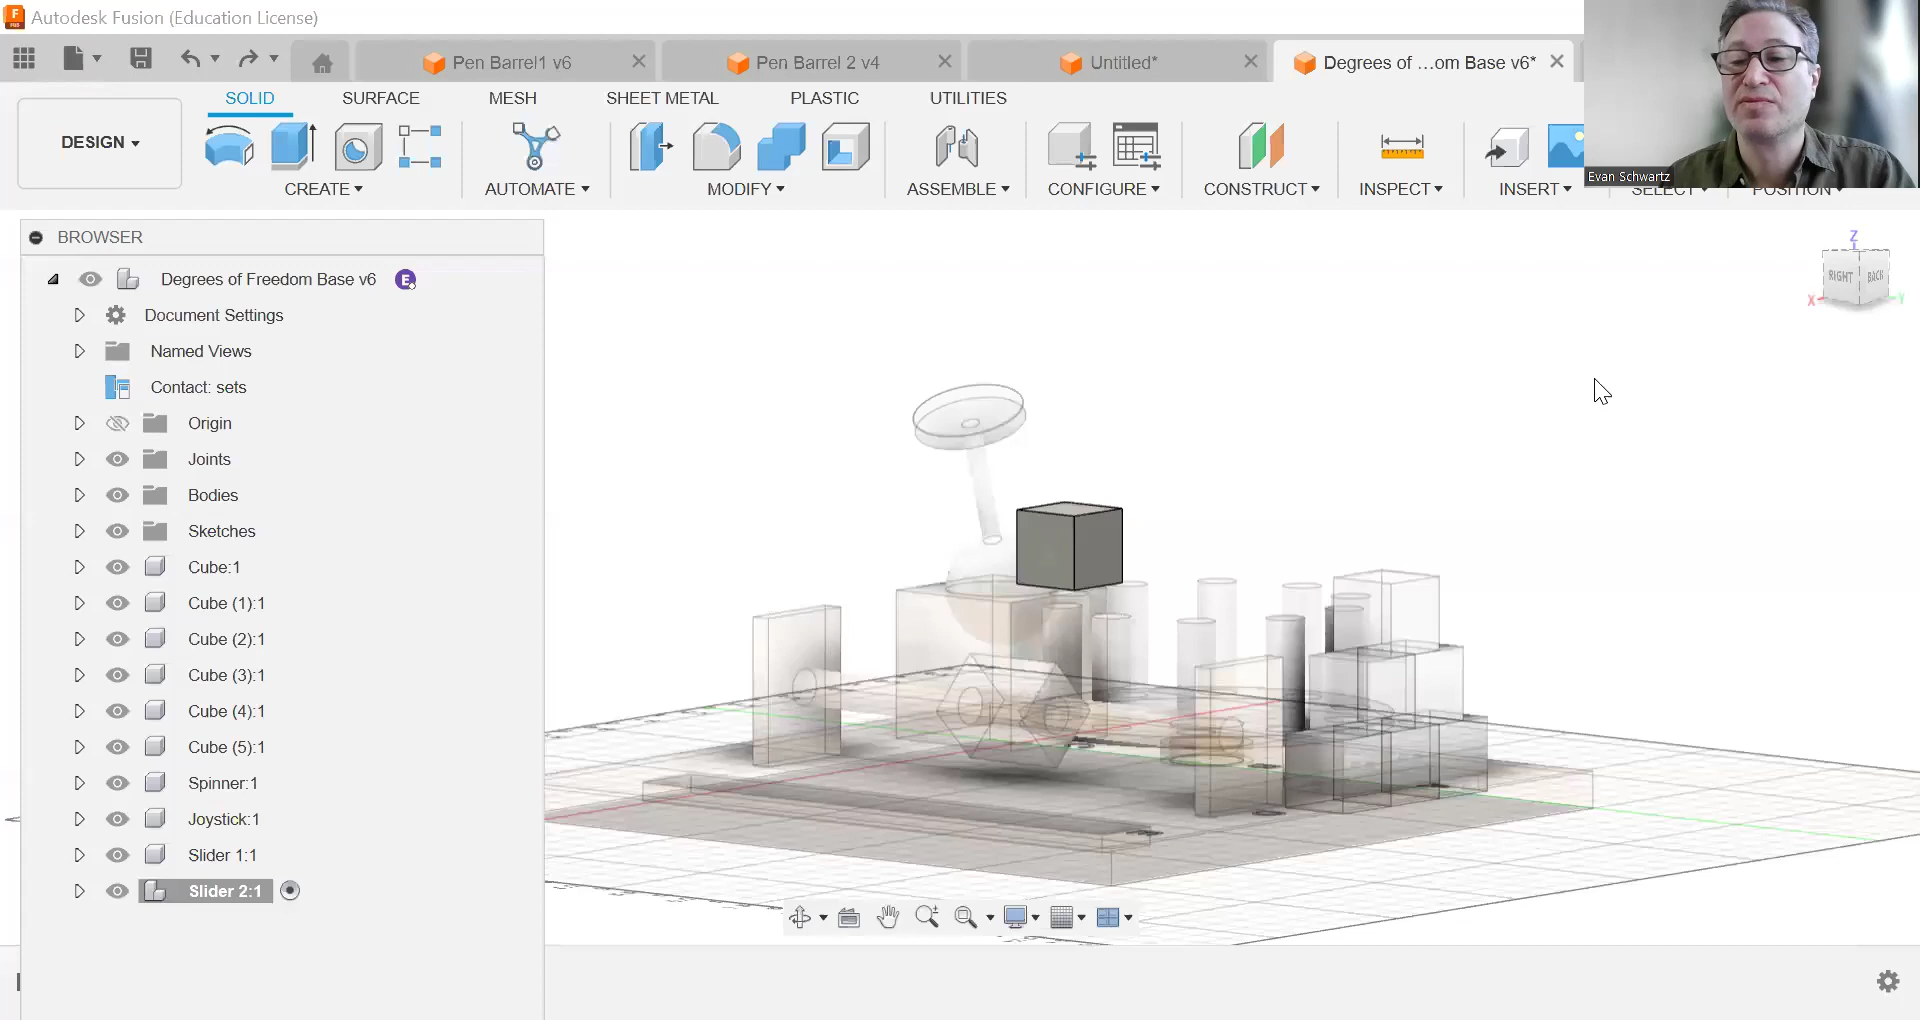 Autodesk Fusion (Education License)
Pen Barrel1 v6
Pen Barrel 2 v4
Untitled*
Degrees of ...om Base v6*
SOLID
SURFACE
MESH
SHEET METAL
PLASTIC
UTILITIES
DESIGN
CREATE
AUTOMATE
MODIFY
ASSEMBLE
CONFIGURE
CONSTRUCT
INSPECT
INSERT
SELECT
POSITION
Evan Schwartz
BROWSER
Degrees of Freedom Base v6
E
Document Settings
Named Views
Contact: sets
Origin
Joints
Bodies
Sketches
Cube:1
Cube (1):1
Cube (2):1
Cube (3):1
Cube (4):1
Cube (5):1
Spinner:1
Joystick:1
Slider 1:1
Slider 2:1
Z
RIGHT
BACK
X
Y